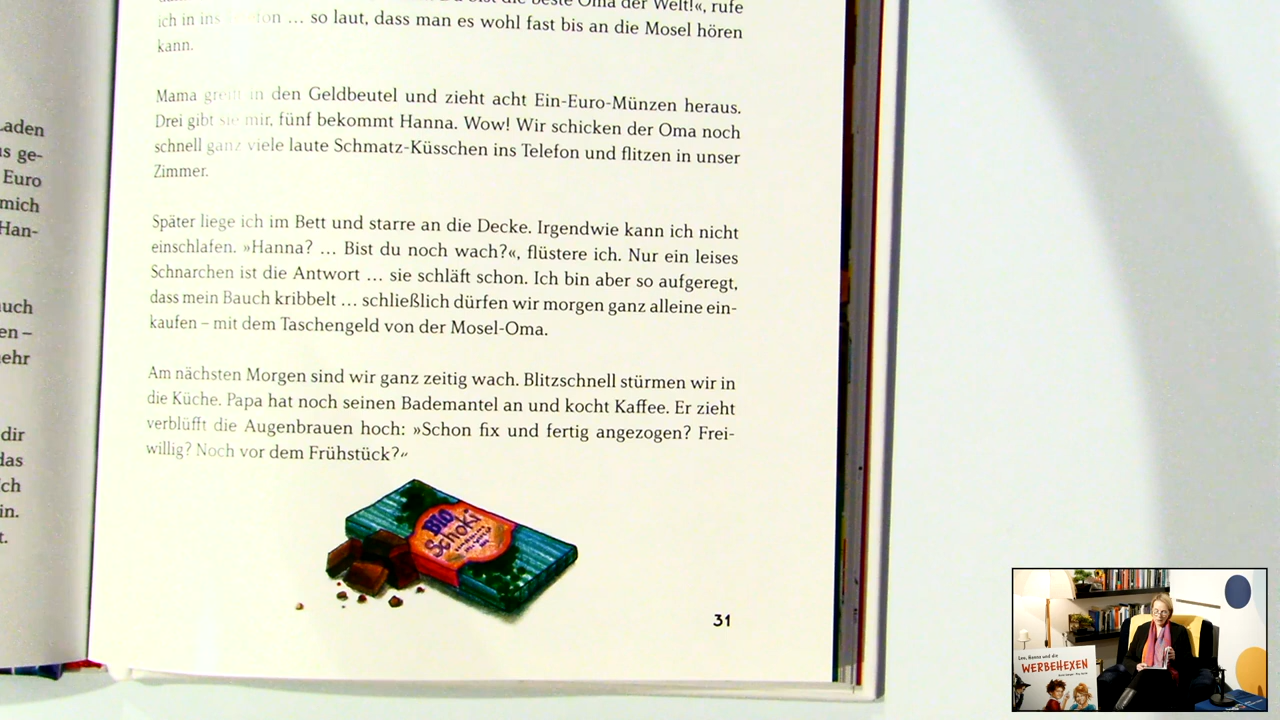 Du bist die beste Oma der Welt!«, rufe
ich in ins … so laut, dass man es wohl fast bis an die Mosel hören
kann.
Mama greift in den Geldbeutel und zieht acht Ein-Euro-Münzen heraus.
Drei gibt sie mir, fünf bekommt Hanna. Wow! Wir schicken der Oma noch
schnell ganz viele laute Schmatz-Küsschen ins Telefon und flitzen in unser
Zimmer.
Später liege ich im Bett und starre an die Decke. Irgendwie kann ich nicht
einschlafen. »Hanna? … Bist du noch wach?«, flüstere ich. Nur ein leises
Schnarchen ist die Antwort … sie schläft schon. Ich bin aber so aufgeregt,
dass mein Bauch kribbelt … schließlich dürfen wir morgen ganz alleine ein-
kaufen – mit dem Taschengeld von der Mosel-Oma.
Am nächsten Morgen sind wir ganz zeitig wach. Blitzschnell stürmen wir in
die Küche. Papa hat noch seinen Bademantel an und kocht Kaffee. Er zieht
verblüfft die Augenbrauen hoch: »Schon fix und fertig angezogen? Frei-
willig? Noch vor dem Frühstück?«
BIO
Schoki
31
Laden
Euro
mich
Han-
dir
das
WERBEHEXEN